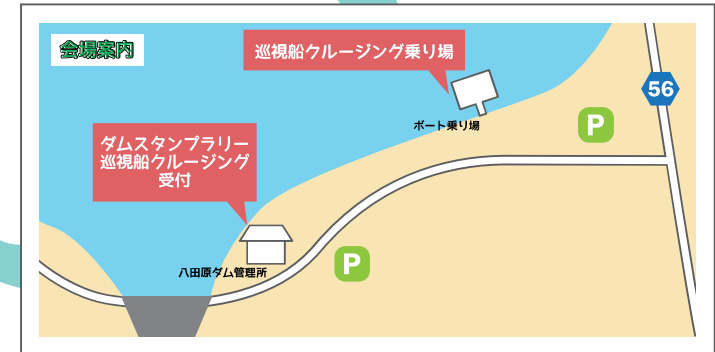 会場案内
巡視船クルージング乗り場
56
P
ボート乗り場
ダムスタンプラリー
巡視船クルージング
受付
P
八田原ダム管理所